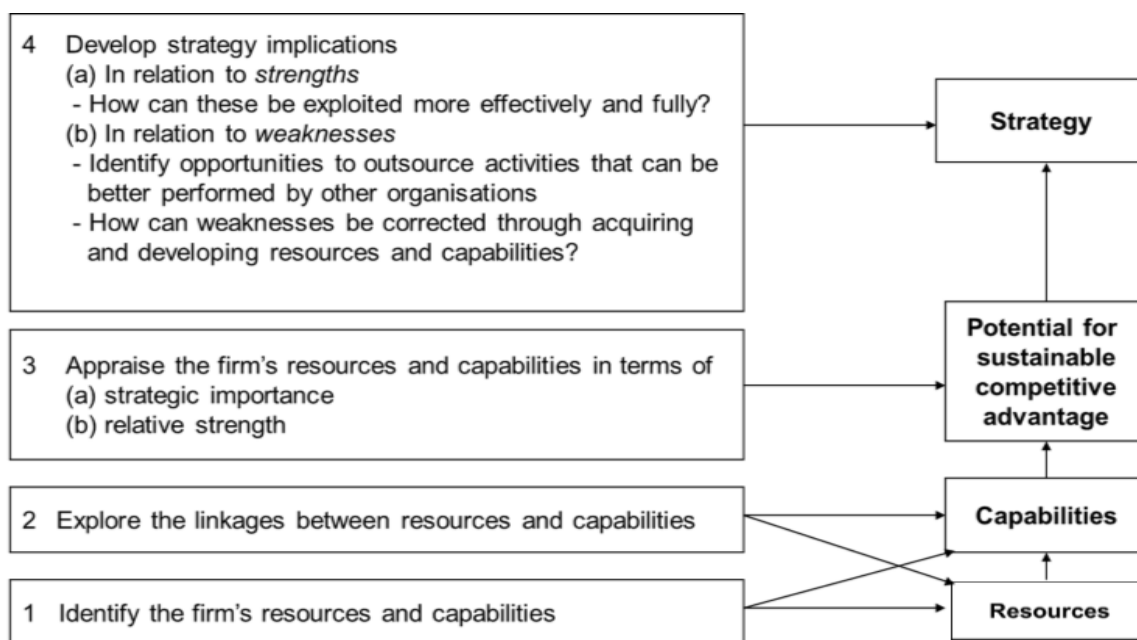 4 Develop strategy implications
(a) In relation to strengths
- How can these be exploited more effectively and fully?
(b) In relation to weaknesses
- Identify opportunities to outsource activities that can be
better performed by other organisations
- How can weaknesses be corrected through acquiring
and developing resources and capabilities?
Strategy
3 Appraise the firm's resources and capabilities in terms of
(a) strategic importance
(b) relative strength
Potential for
sustainable
competitive
advantage
2 Explore the linkages between resources and capabilities
Capabilities
1 Identify the firm's resources and capabilities
Resources